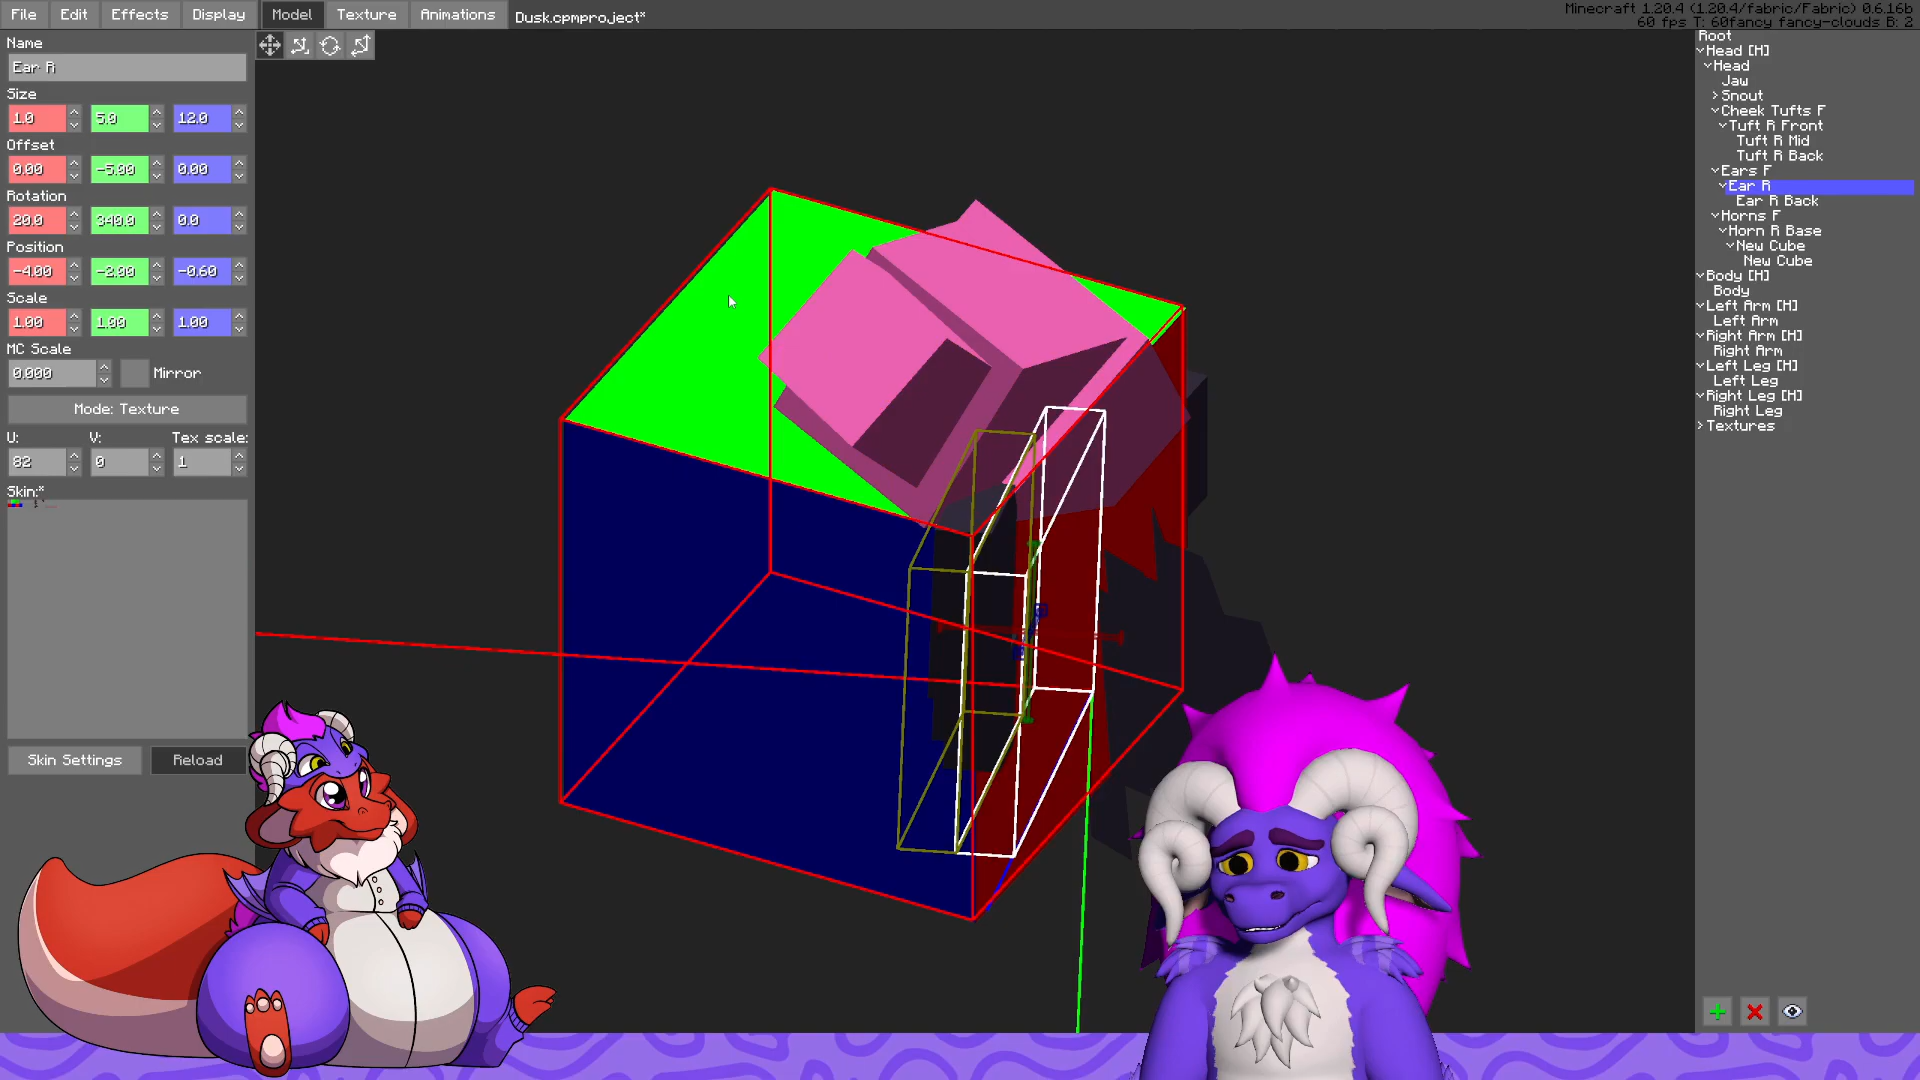 File Edit Effects Display Model Texture Animations Dusk.cpmproject*
Minecraft 1.20.4 (1.20.4/fabric/Fabric) 0.6.16b
60 fps T: 60fancy fancy-clouds B: 2
Name
Ear R
Size
1.0 5.0 12.0
Offset
0.00 -5.00 0.00
Rotation
20.0 349.9 0.0
Position
-4.00 -2.00 -0.60
Scale
1.00 1.00 1.00
MC Scale
0.000 Mirror
Mode: Texture
U: V: Tex scale:
82 0 1
Skin:*
Skin Settings Reload
Root
Head [H]
Head
Jaw
Snout
Cheek Tufts F
Tuft R Front
Tuft R Mid
Tuft R Back
Ears F
Ear R
Ear R Back
Horns F
Horn R Base
New Cube
New Cube
Body [H]
Body
Left Arm [H]
Left Arm
Right Arm [H]
Right Arm
Left Leg [H]
Left Leg
Right Leg [H]
Right Leg
Textures